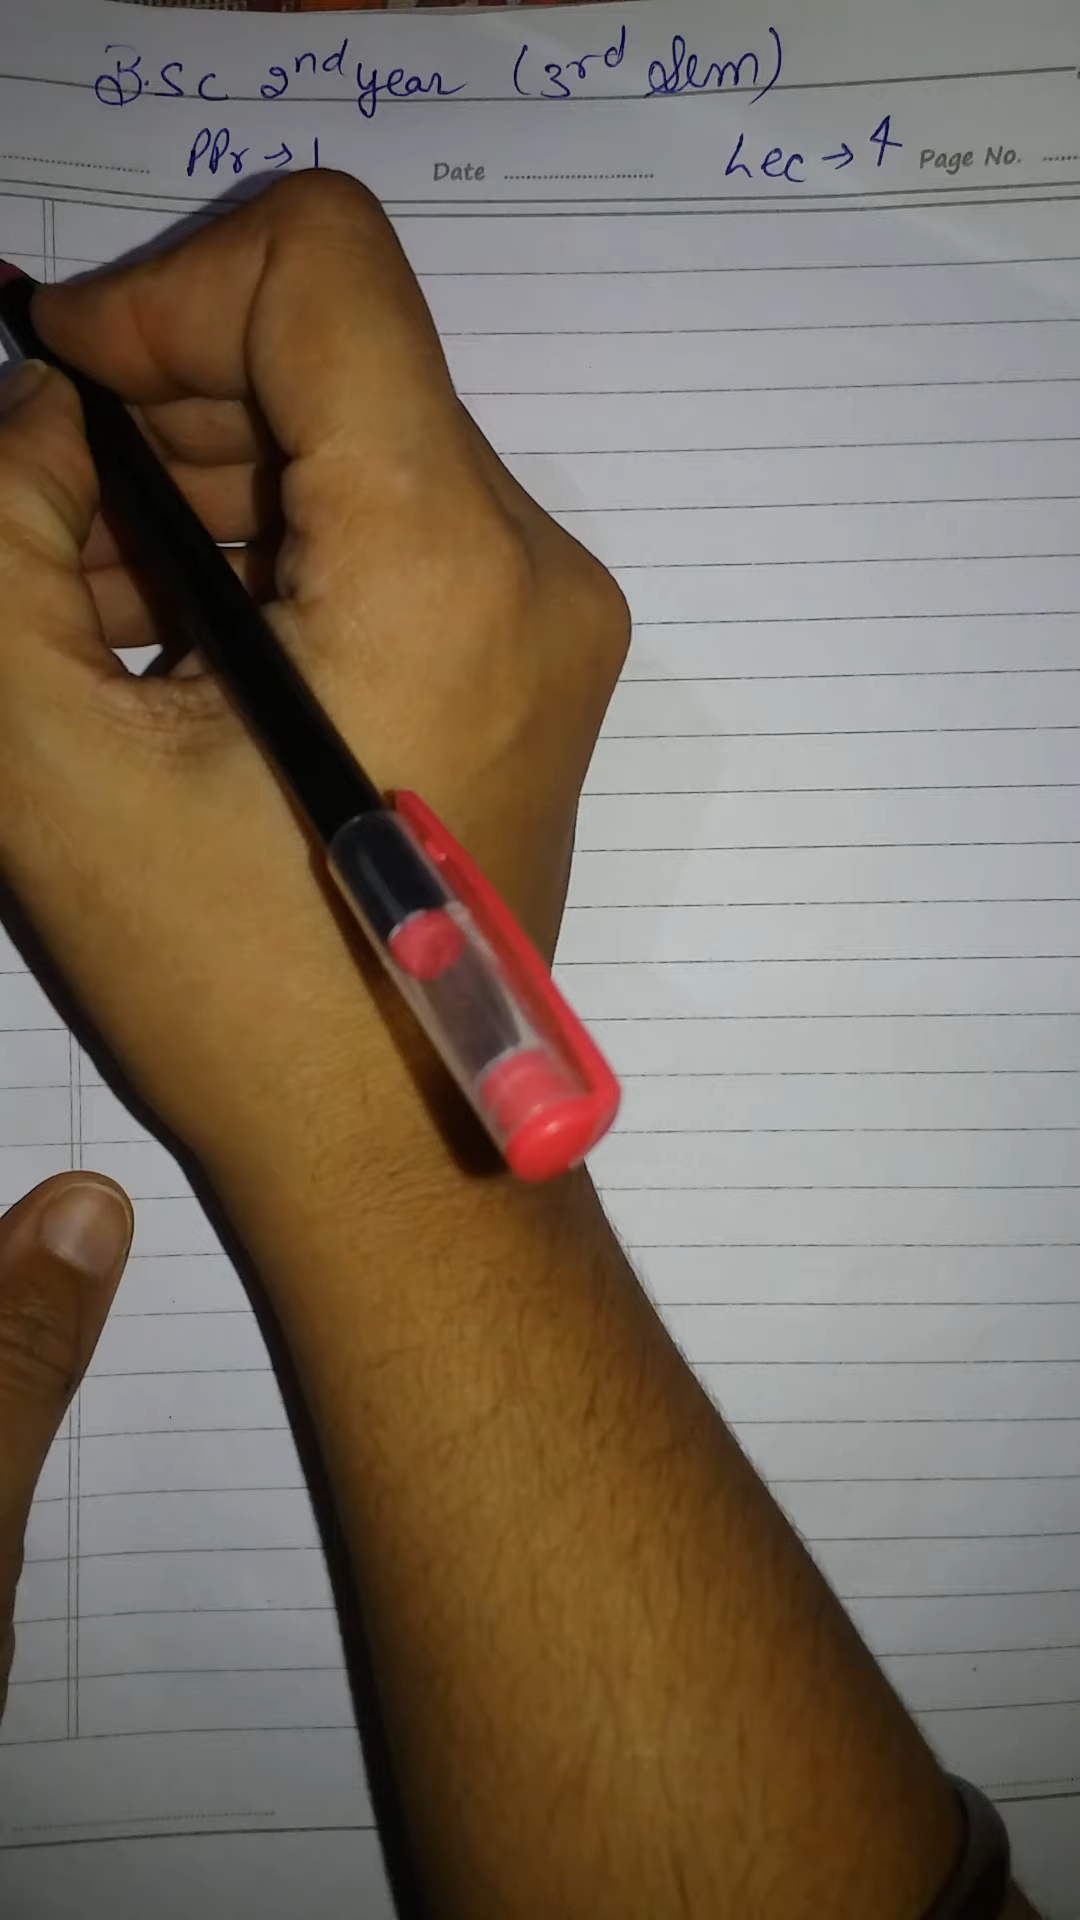 B.Sc 2nd year (3rd Sem)
PPr → 1 Date Lec → 4 Page No.